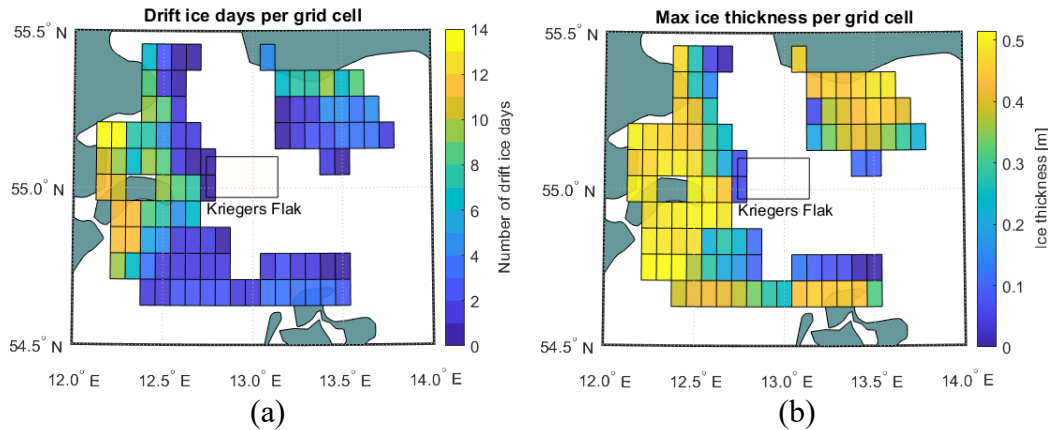 Drift ice days per grid cell
55.5° N
55.0° N
54.5° N
12.0° E
12.5° E
13.0° E
13.5° E
14.0° E
Kriegers Flak
14
12
10
8
6
4
2
0
Number of drift ice days
(a)
Max ice thickness per grid cell
55.5° N
55.0° N
54.5° N
12.0° E
12.5° E
13.0° E
13.5° E
14.0° E
Kriegers Flak
0.5
0.4
0.3
0.2
0.1
0
Ice thickness [m]
(b)